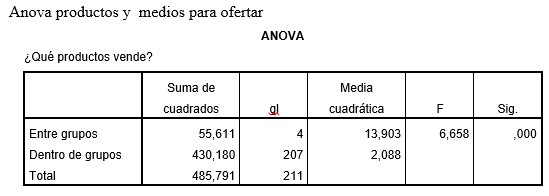 Anova productos y medios para ofertar
ANOVA
¿Qué productos vende?
Suma de cuadrados gl Media cuadrática F Sig.
Entre grupos 55,611 4 13,903 6,658 ,000
Dentro de grupos 430,180 207 2,088
Total 485,791 211